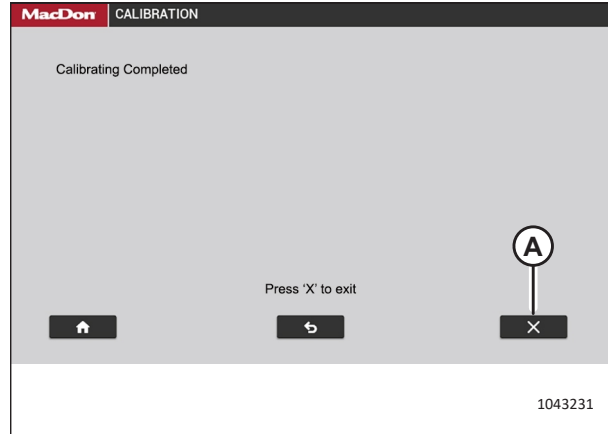 MacDon CALIBRATION
Calibrating Completed
A
Press 'X' to exit
1043231